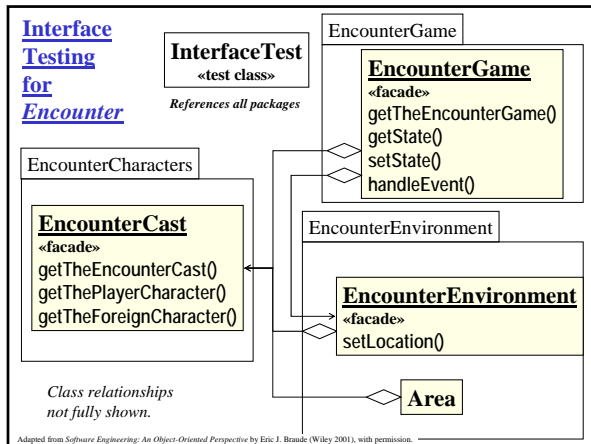 Interface
Testing
for
Encounter
InterfaceTest
«test class»
References all packages
EncounterGame
EncounterGame
«facade»
getTheEncounterGame()
getState()
setState()
handleEvent()
EncounterCharacters
EncounterCast
«facade»
getTheEncounterCast()
getThePlayerCharacter()
getTheForeignCharacter()
EncounterEnvironment
EncounterEnvironment
«facade»
setLocation()
Area
Class relationships
not fully shown.
Adapted from Software Engineering: An Object-Oriented Perspective by Eric J. Braude (Wiley 2001), with permission.